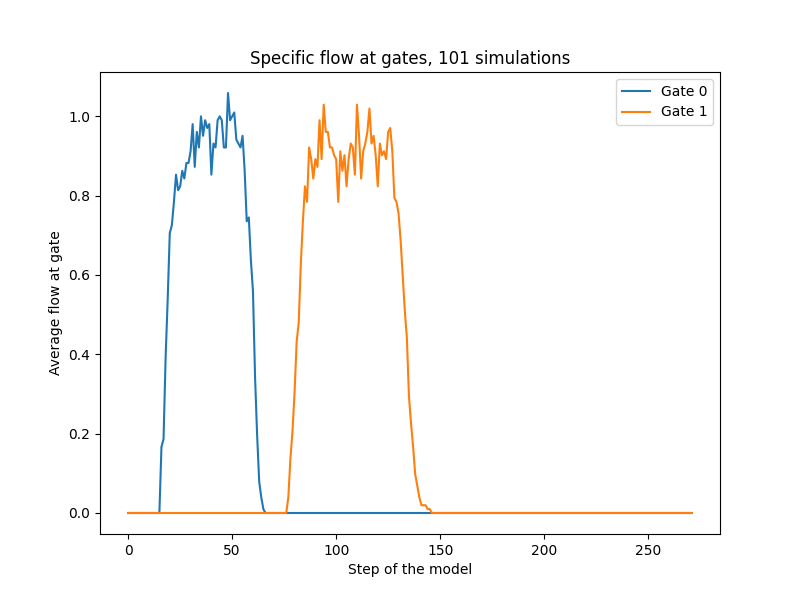 Specific flow at gates, 101 simulations
Gate 0
Gate 1
Average flow at gate
1.0
0.8
0.6
0.4
0.2
0.0
0 50 100 150 200 250
Step of the model